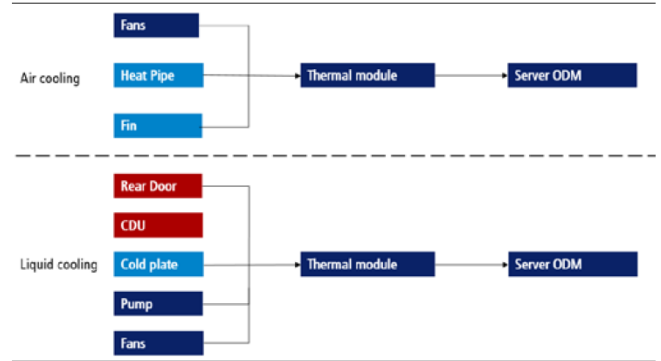 Fans
Air cooling
Heat Pipe
Thermal module
Server ODM
Fin
Rear Door
CDU
Liquid cooling
Cold plate
Thermal module
Server ODM
Pump
Fans